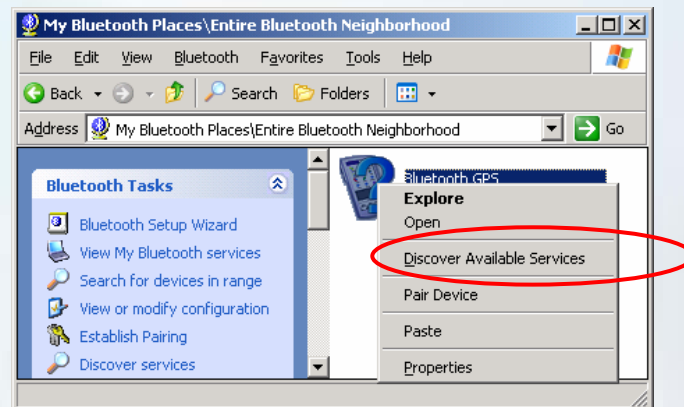 My Bluetooth Places\Entire Bluetooth Neighborhood
File Edit View Bluetooth Favorites Tools Help
Back Search Folders
Address My Bluetooth Places\Entire Bluetooth Neighborhood Go
Bluetooth Tasks
Bluetooth Setup Wizard
View My Bluetooth services
Search for devices in range
View or modify configuration
Establish Pairing
Discover services
Bluetooth GPS
Explore
Open
Discover Available Services
Pair Device
Paste
Properties